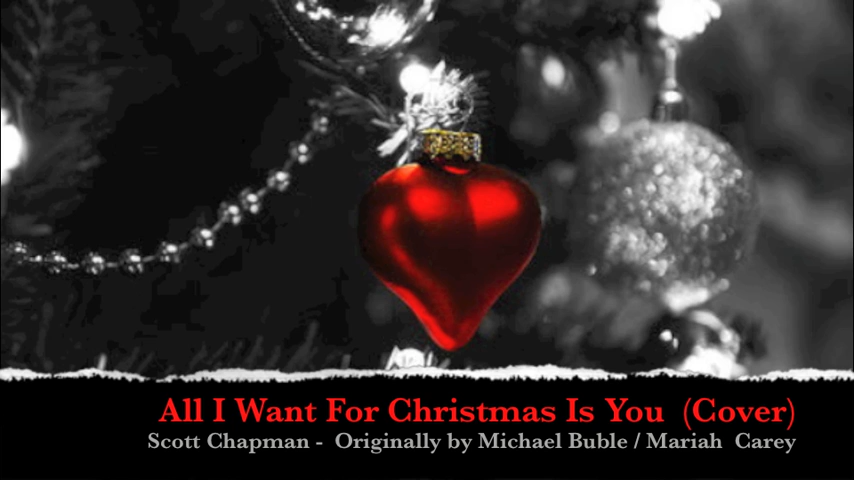 All I Want For Christmas Is You (Cover)
Scott Chapman - Originally by Michael Buble / Mariah Carey